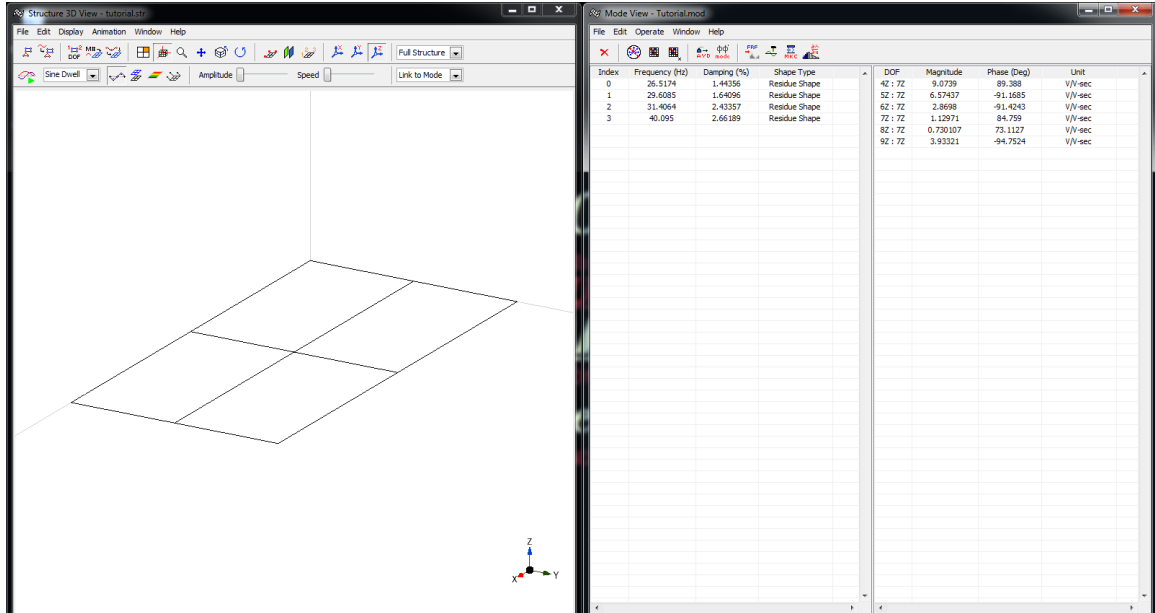 Structure 3D View - tutorial.str
File Edit Display Animation Window Help
Full Structure
Sine Dwell Amplitude Speed Link to Mode
Z
X Y
Mode View - Tutorial.mod
File Edit Operate Window Help
Index Frequency (Hz) Damping (%) Shape Type
0 26.5174 1.44356 Residue Shape
1 29.6085 1.64096 Residue Shape
2 31.4064 2.43357 Residue Shape
3 40.095 2.66189 Residue Shape
DOF Magnitude Phase (Deg) Unit
4Z : 7Z 9.0739 89.388 V/V-sec
5Z : 7Z 6.57437 -91.1685 V/V-sec
6Z : 7Z 2.8698 -91.4243 V/V-sec
7Z : 7Z 1.12971 84.759 V/V-sec
8Z : 7Z 0.730107 73.1127 V/V-sec
9Z : 7Z 3.93321 -94.7524 V/V-sec